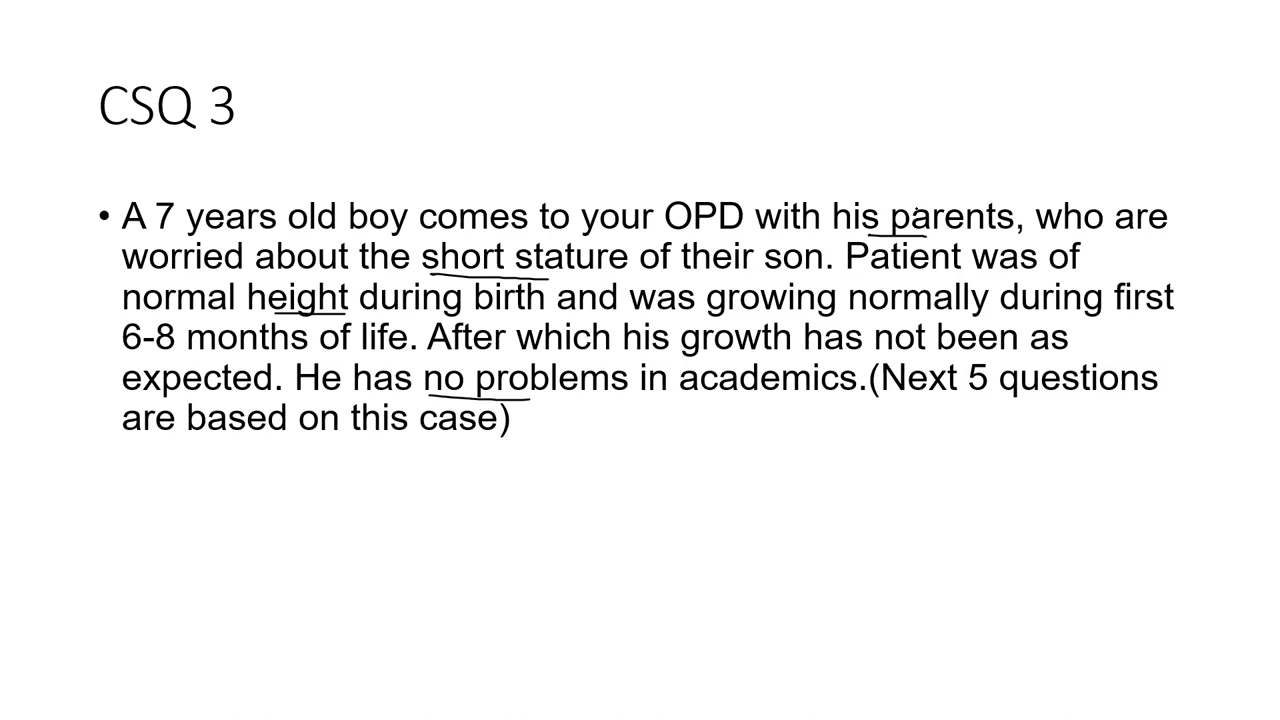 CSQ 3
• A 7 years old boy comes to your OPD with his parents, who are
worried about the short stature of their son. Patient was of
normal height during birth and was growing normally during first
6-8 months of life. After which his growth has not been as
expected. He has no problems in academics.(Next 5 questions
are based on this case)